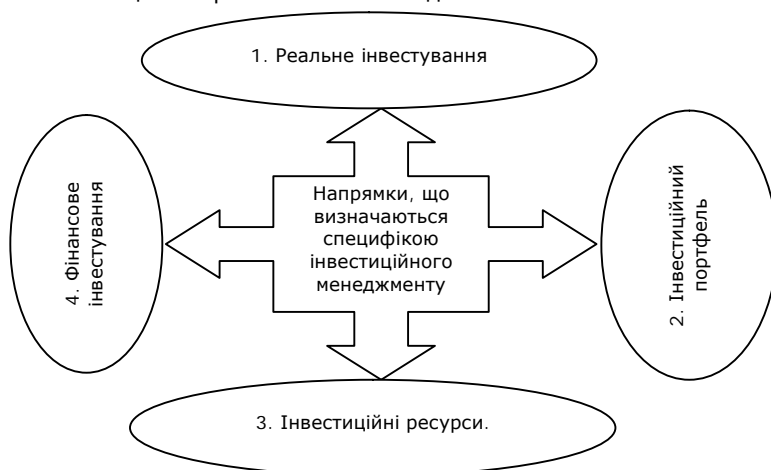 1. Реальне інвестування
Напрямки, що
визначаються
специфікою
інвестиційного
менеджменту
4. Фінансове
інвестування
2. Інвестиційний
портфель
3. Інвестиційні ресурси.